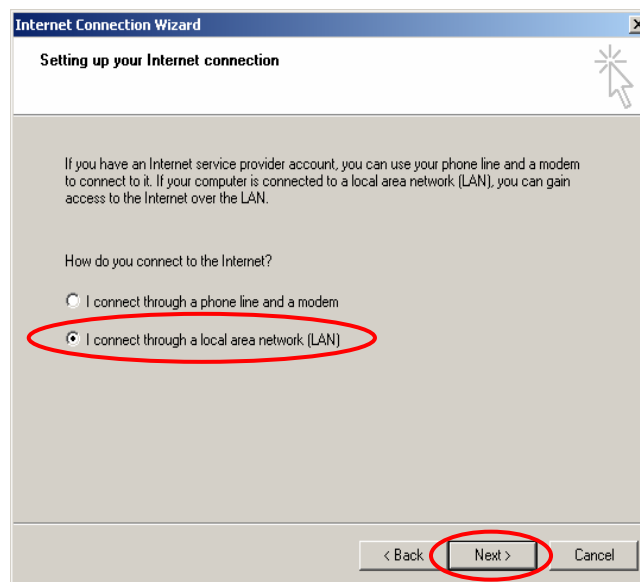 Internet Connection Wizard
Setting up your Internet connection
If you have an Internet service provider account, you can use your phone line and a modem
to connect to it. If your computer is connected to a local area network (LAN), you can gain
access to the Internet over the LAN.
How do you connect to the Internet?
I connect through a phone line and a modem
I connect through a local area network (LAN)
< Back Next > Cancel